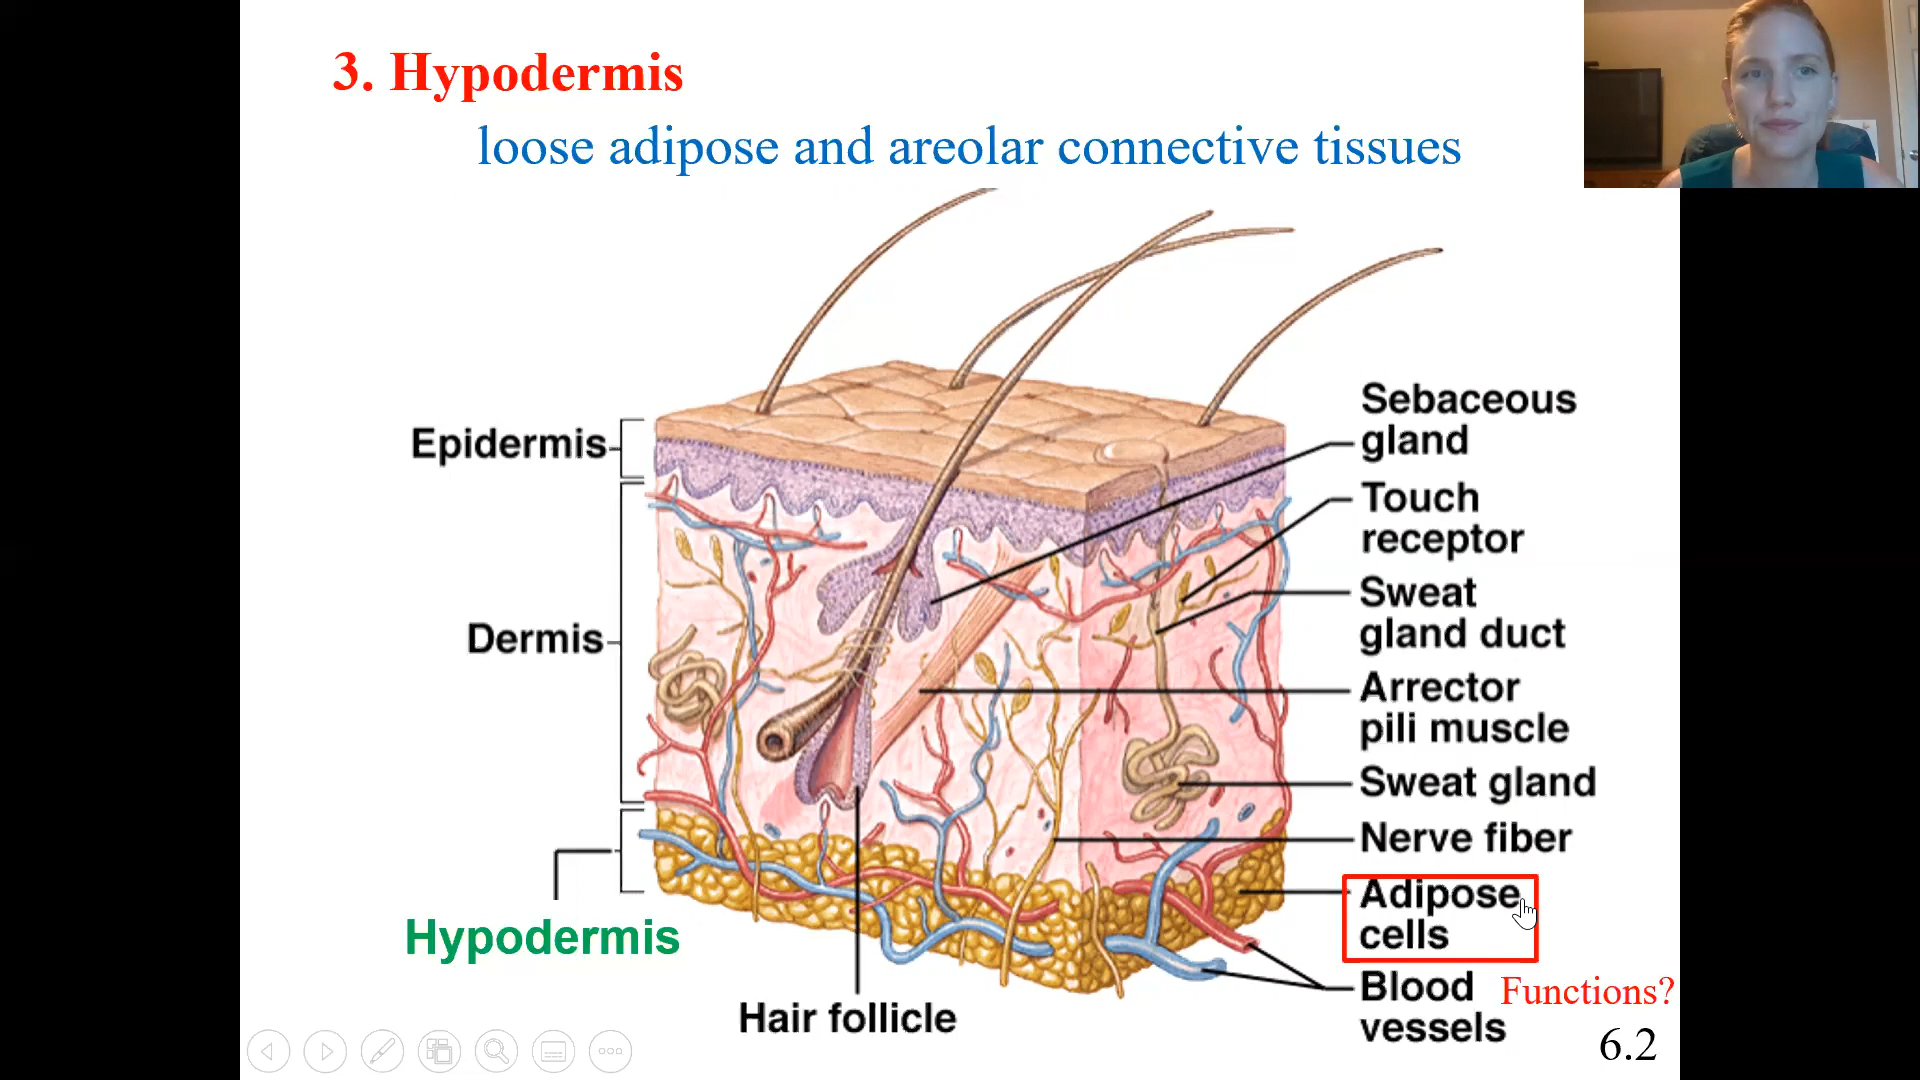 3. Hypodermis
loose adipose and areolar connective tissues
Epidermis
Dermis
Hypodermis
Hair follicle
Sebaceous
gland
Touch
receptor
Sweat
gland duct
Arrector
pili muscle
Sweat gland
Nerve fiber
Adipose
cells
Blood
vessels
Functions?
6.2